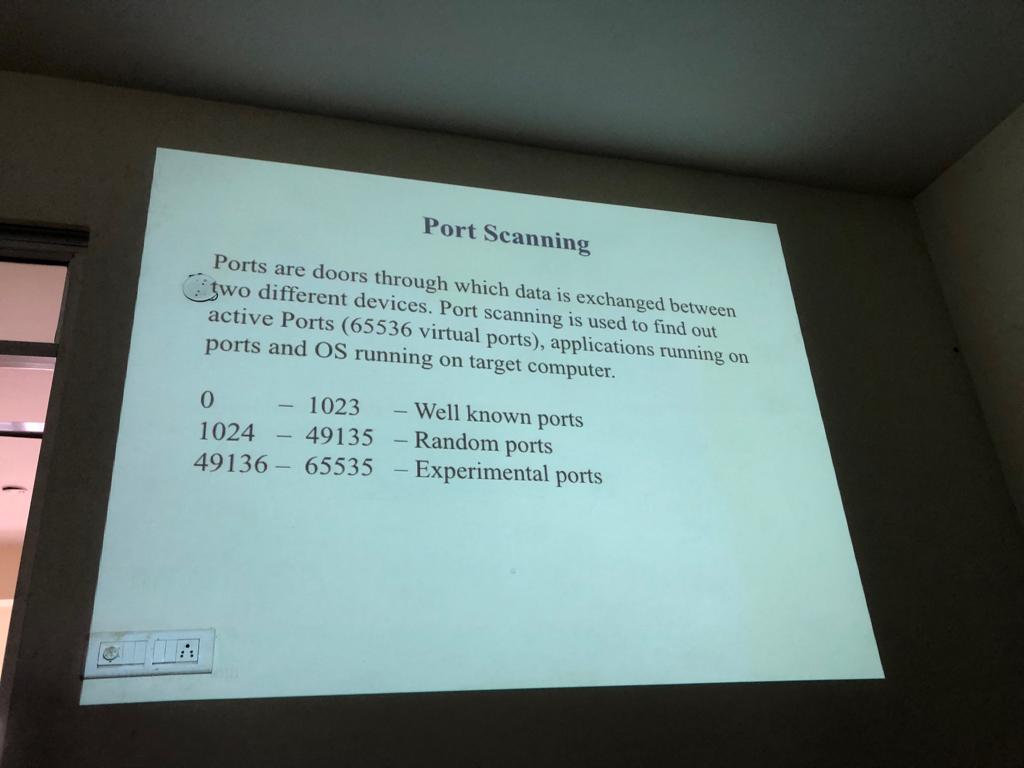 Port Scanning
Ports are doors through which data is exchanged between
two different devices. Port scanning is used to find out
active Ports (65536 virtual ports), applications running on
ports and OS running on target computer.
0 – 1023 – Well known ports
1024 – 49135 – Random ports
49136 – 65535 – Experimental ports